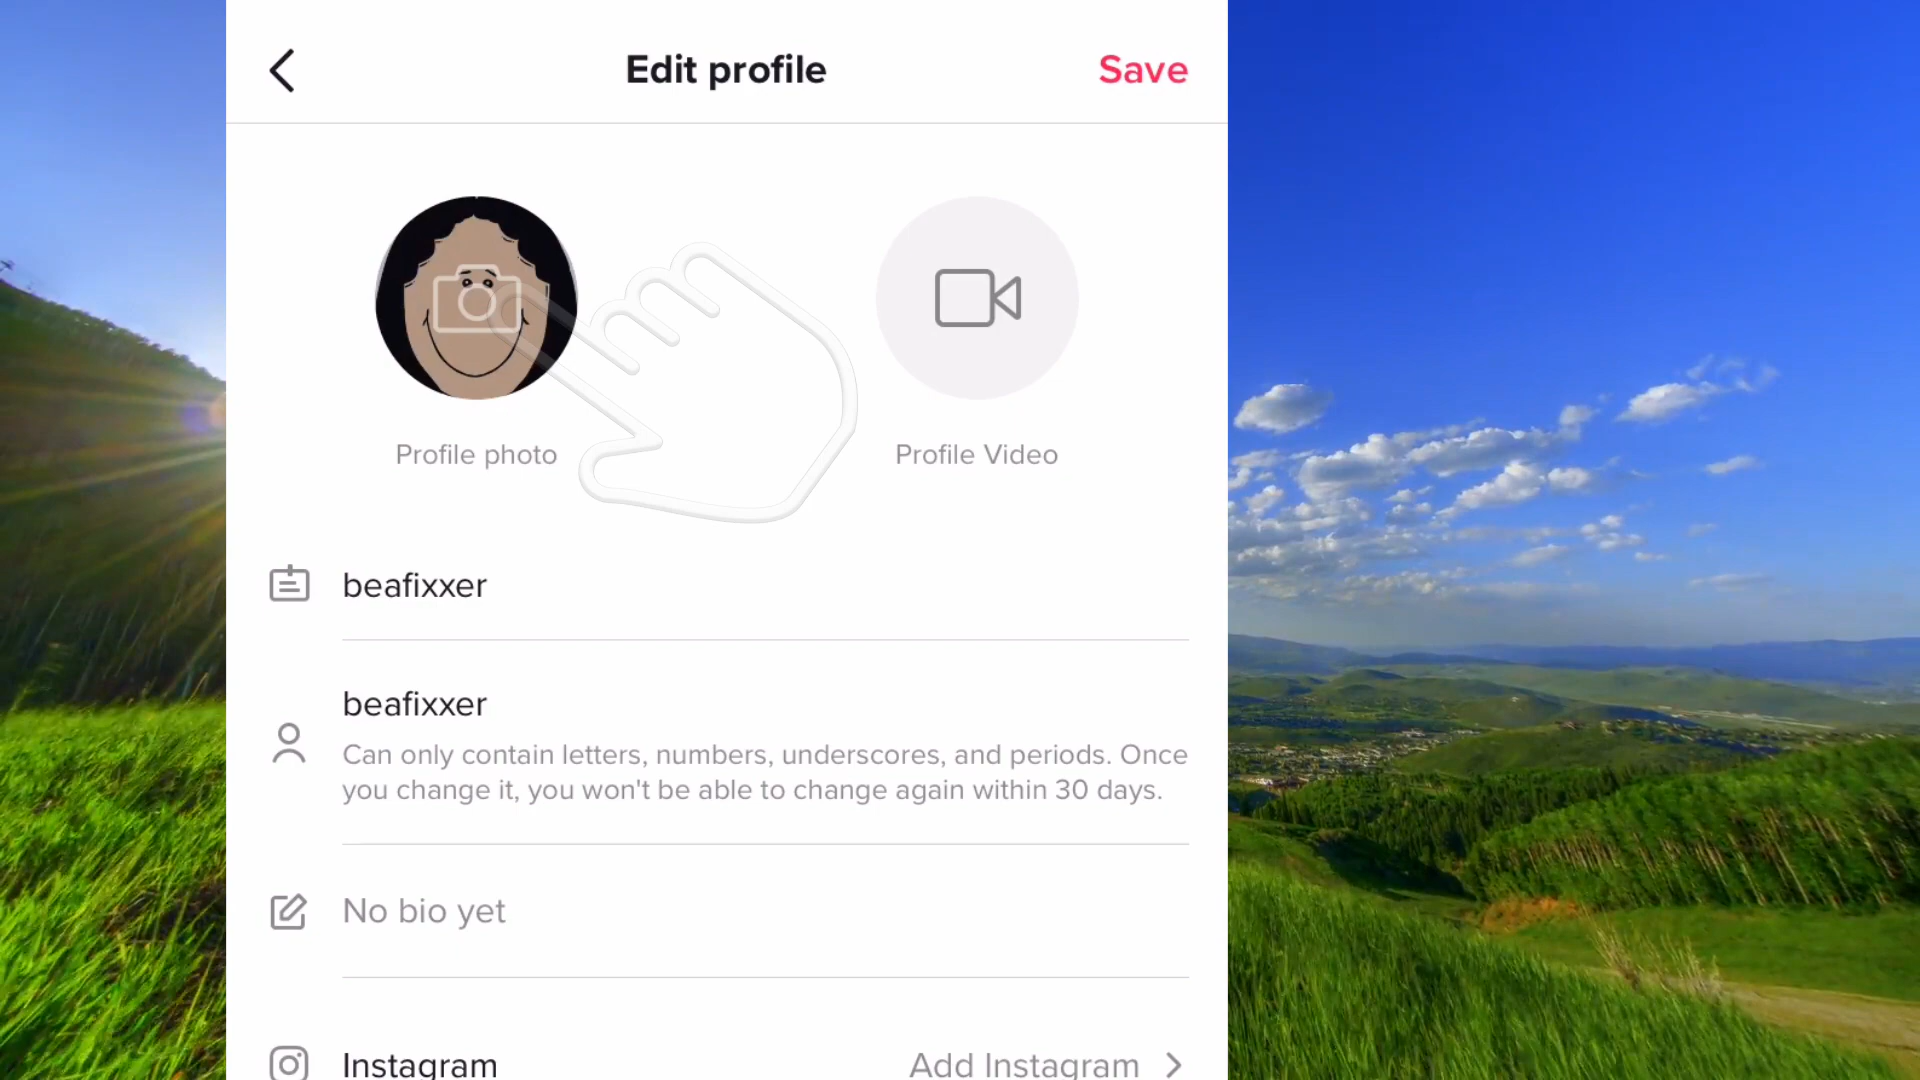 Edit profile
Save
Profile photo
Profile Video
beafixxer
beafixxer
Can only contain letters, numbers, underscores, and periods. Once
you change it, you won't be able to change again within 30 days.
No bio yet
Instagram
Add Instagram